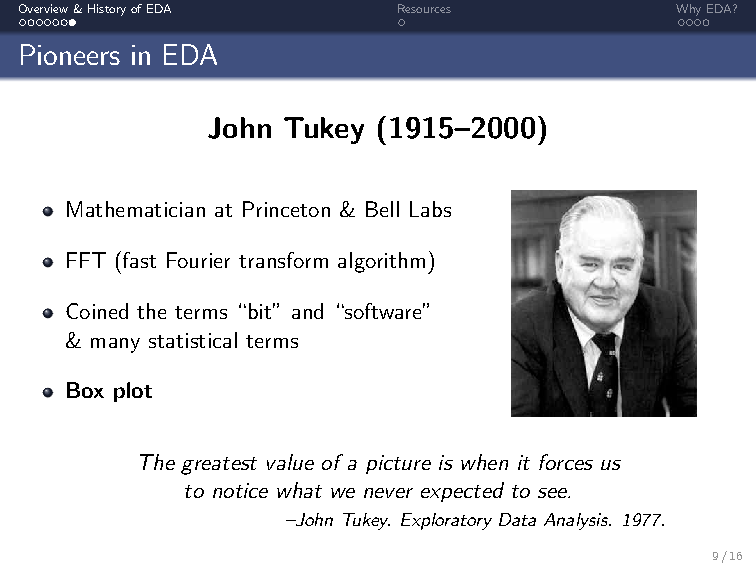 Overview & History of EDA
Resources
Why EDA?
Pioneers in EDA
John Tukey (1915–2000)
Mathematician at Princeton & Bell Labs
FFT (fast Fourier transform algorithm)
Coined the terms “bit” and “software”
& many statistical terms
Box plot
The greatest value of a picture is when it forces us
to notice what we never expected to see.
–John Tukey. Exploratory Data Analysis. 1977.
9 / 16